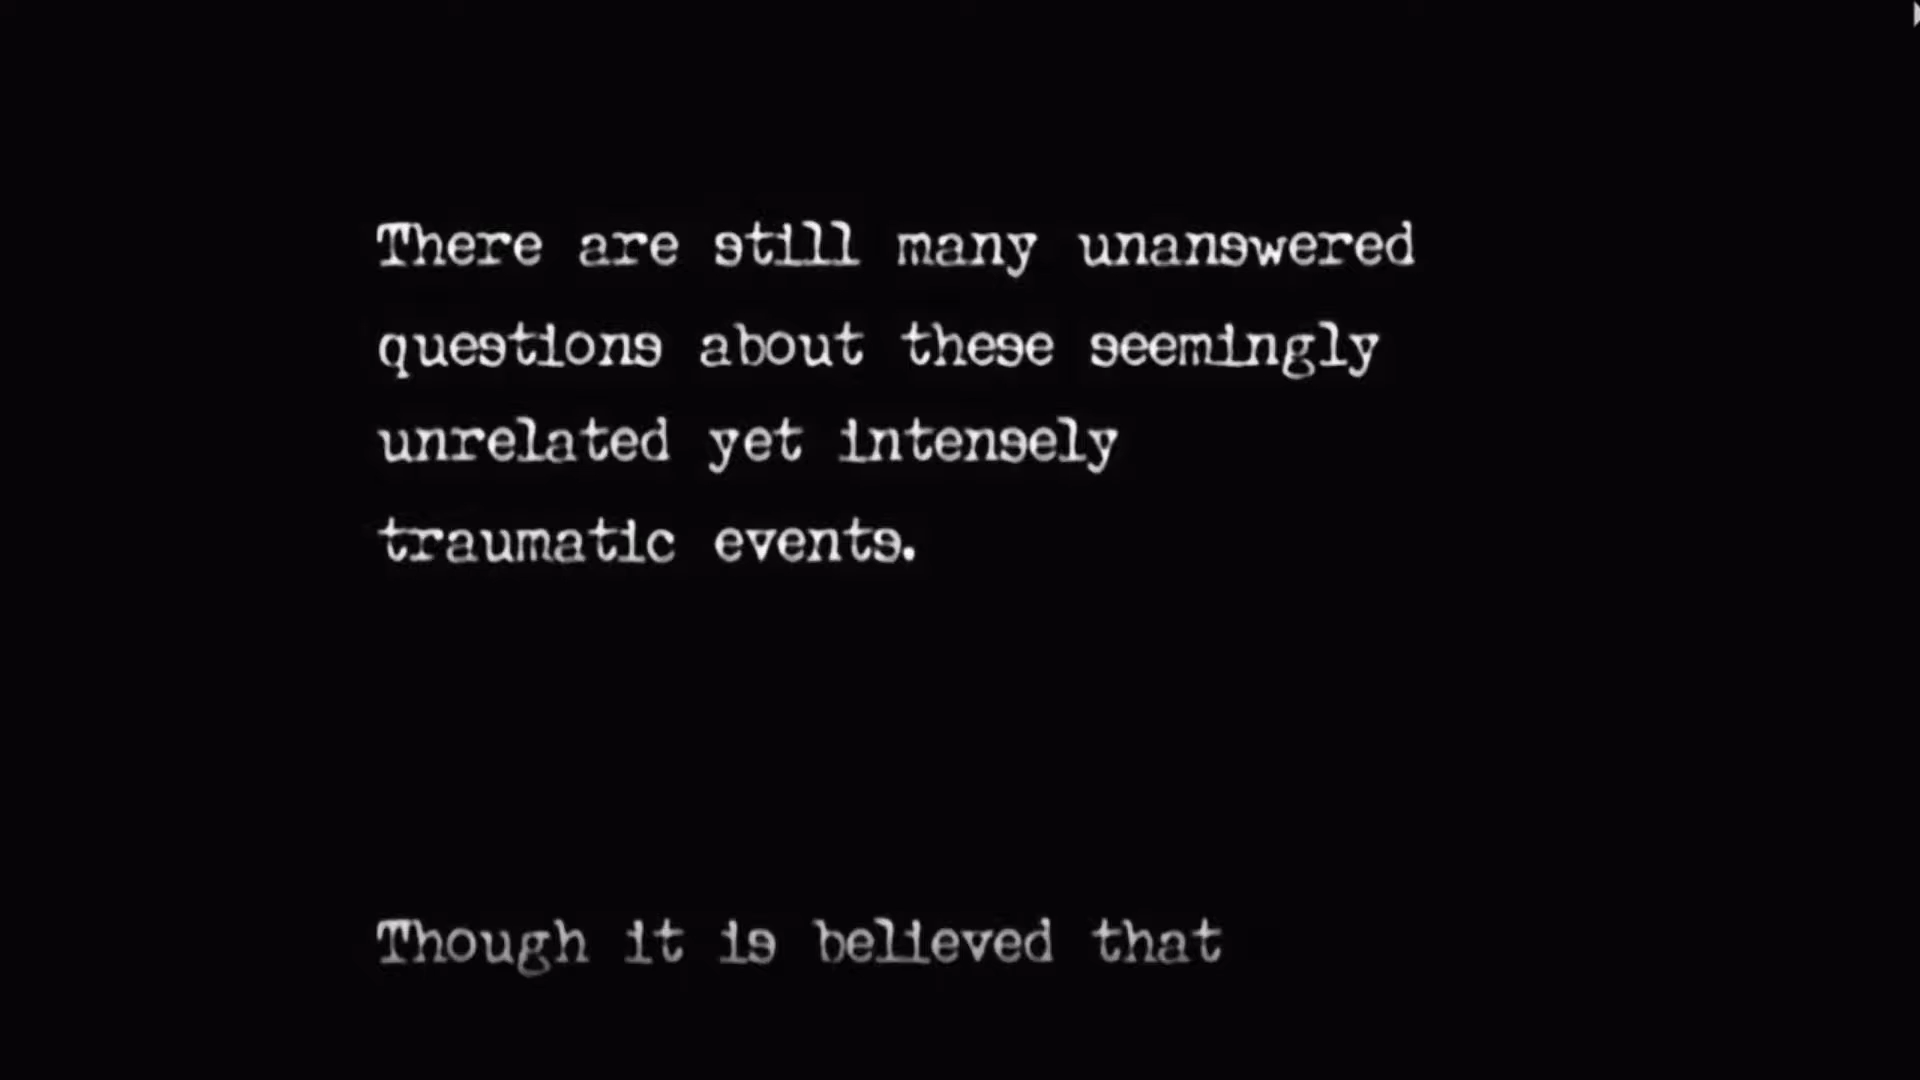 There are still many unanswered
questions about these seemingly
unrelated yet intensely
traumatic events.
Though it is believed that